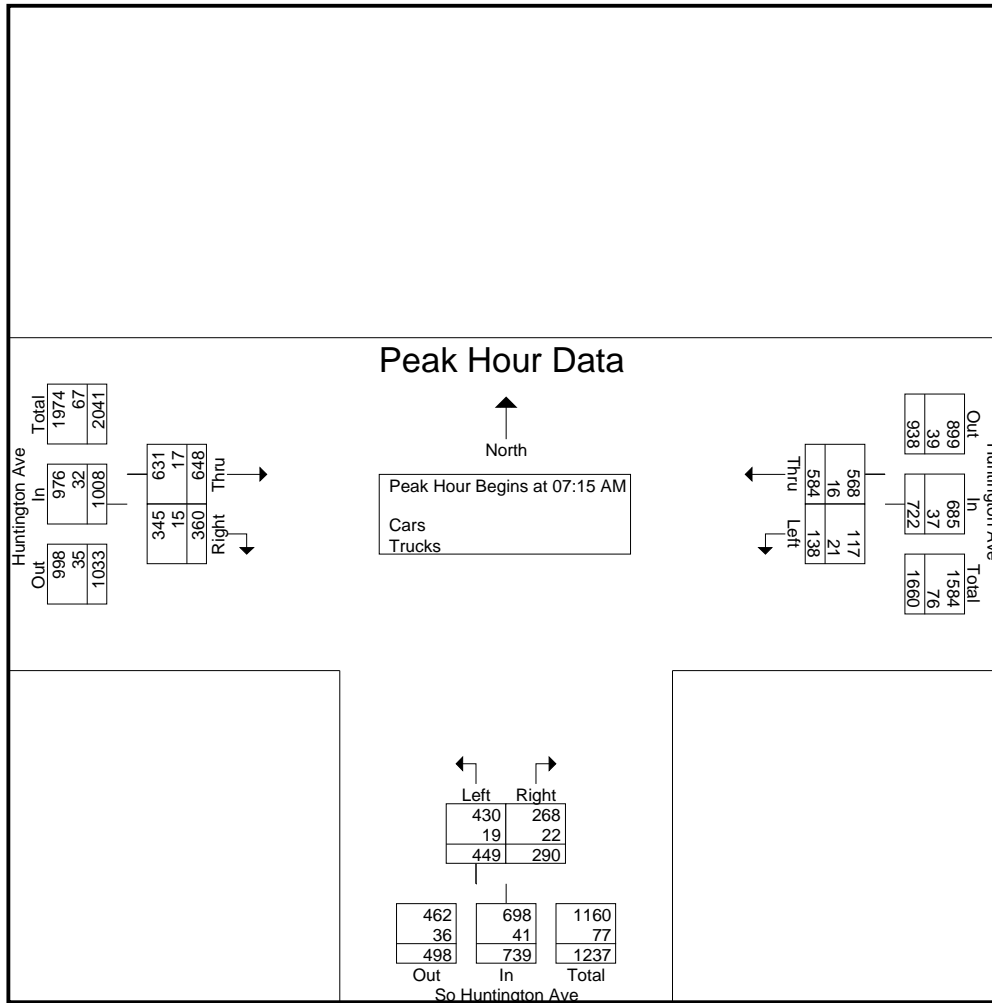 Peak Hour Data
North
Peak Hour Begins at 07:15 AM
Cars
Trucks
Huntington Ave
Total
1974
67
2041
In
976
32
1008
Out
998
35
1033
Thru
631
17
648
Right
345
15
360
Thru
568
16
584
Left
117
21
138
Huntington Ave
Out
899
39
938
In
685
37
722
Total
1584
76
1660
Left Right
430 268
19 22
449 290
462 698 1160
36 41 77
498 739 1237
Out In Total
So Huntington Ave